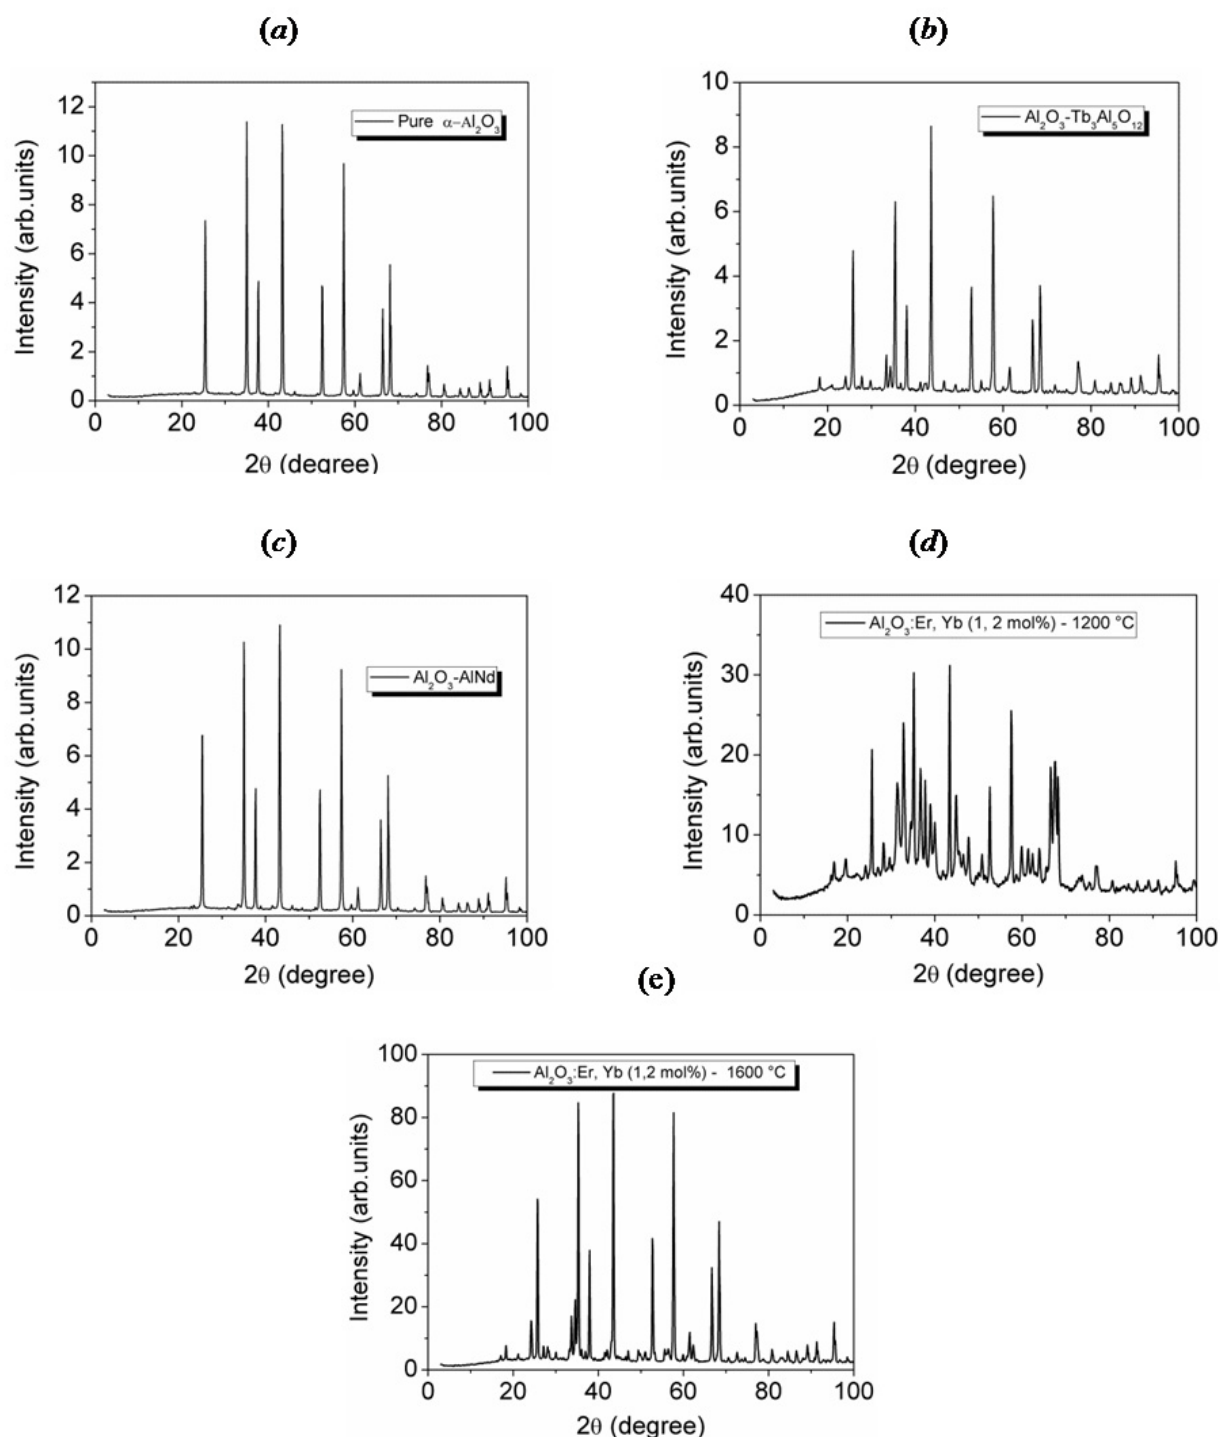 (a)
(b)
Intensity (arb.units)
12
10
8
6
4
2
0
Pure α−Al₂O₃
0 20 40 60 80 100
2θ (degree)
Intensity (arb.units)
10
8
6
4
2
0
Al₂O₃-Tb₃Al₅O₁₂
0 20 40 60 80 100
2θ (degree)
(c)
(d)
Intensity (arb.units)
12
10
8
6
4
2
0
Al₂O₃-AlNd
0 20 40 60 80 100
2θ (degree)
Intensity (arb.units)
40
30
20
10
0
Al₂O₃:Er, Yb (1, 2 mol%) - 1200 °C
0 20 40 60 80 100
2θ (degree)
(e)
Intensity (arb.units)
100
80
60
40
20
0
Al₂O₃:Er, Yb (1,2 mol%) - 1600 °C
0 20 40 60 80 100
2θ (degree)